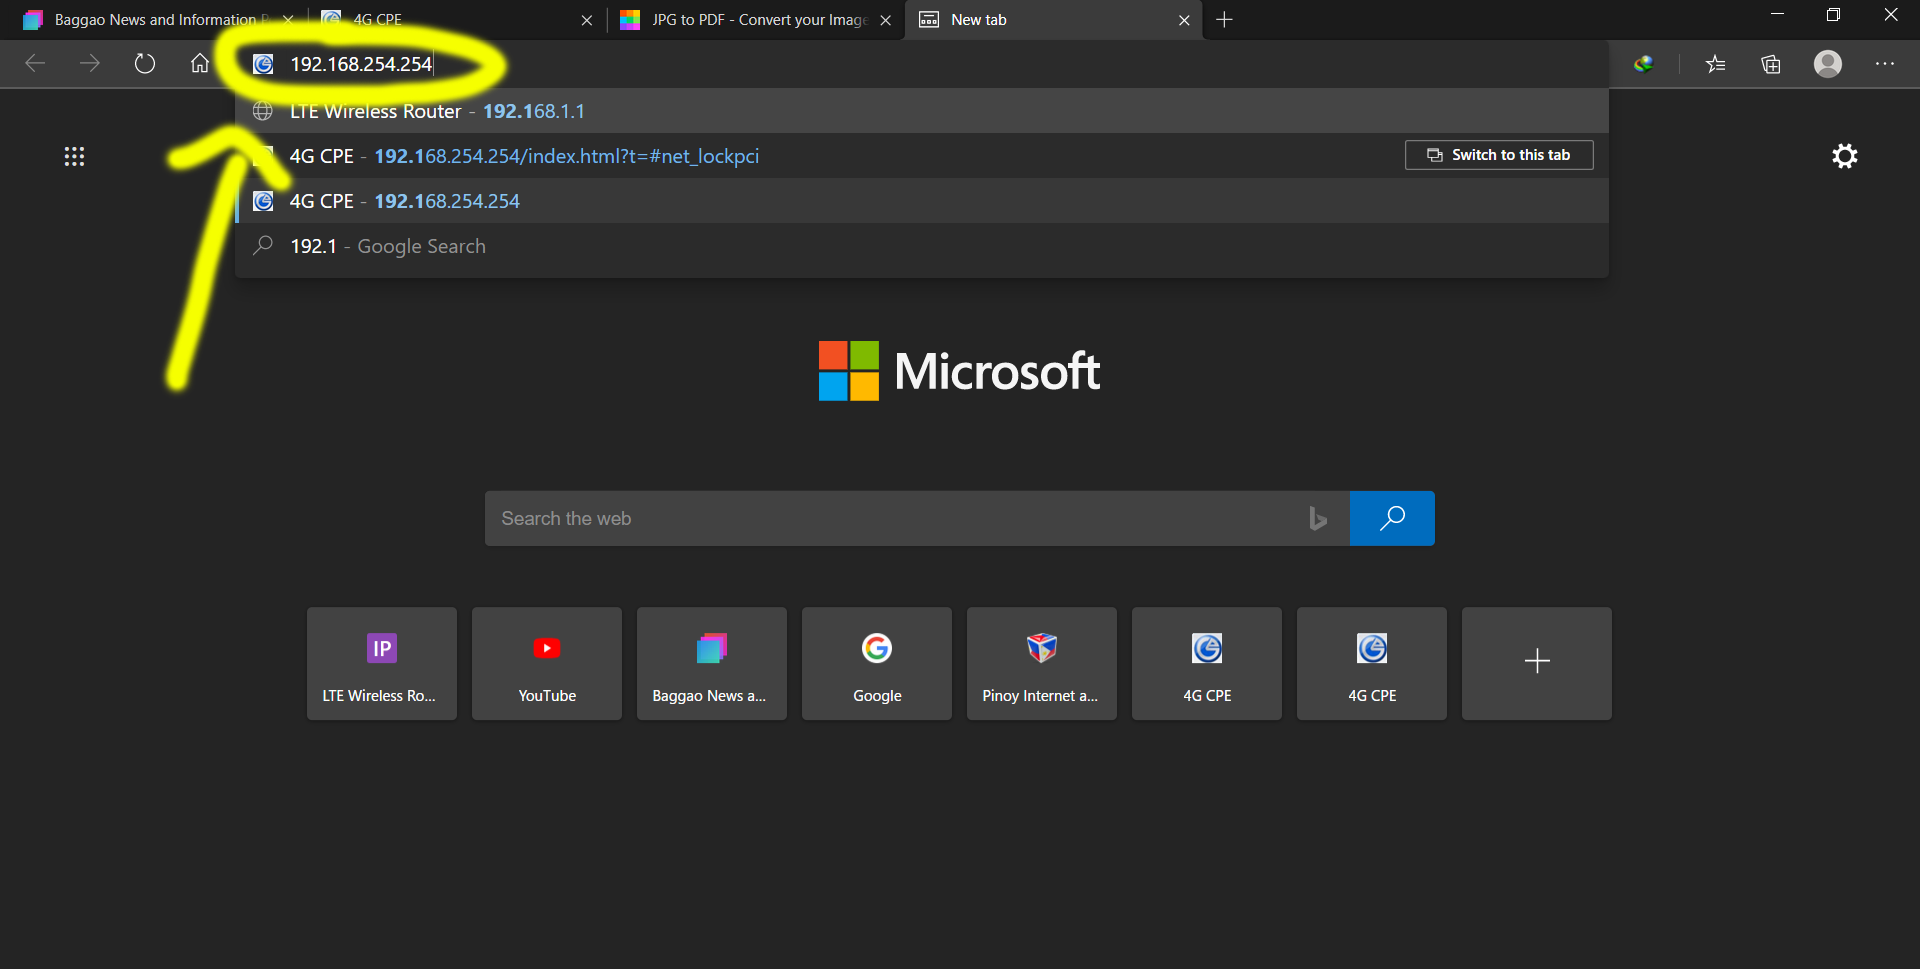 Baggao News and Information P
4G CPE
JPG to PDF - Convert your Image
New tab
192.168.254.254
LTE Wireless Router - 192.168.1.1
4G CPE - 192.168.254.254/index.html?t=#net_lockpci
Switch to this tab
4G CPE - 192.168.254.254
192.1 - Google Search
Microsoft
Search the web
IP
LTE Wireless Ro...
YouTube
Baggao News a...
Google
Pinoy Internet a...
4G CPE
4G CPE